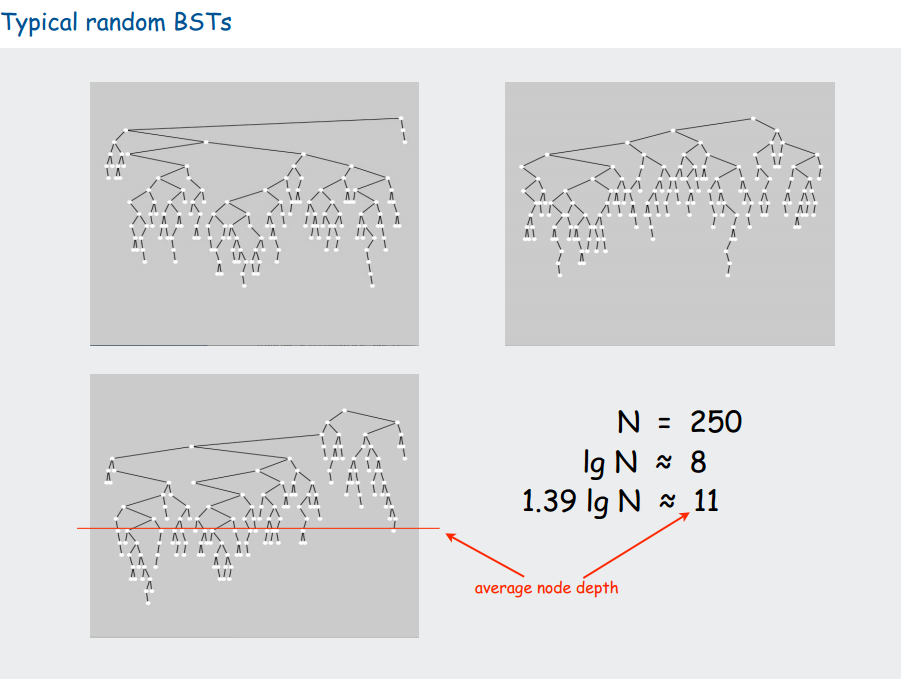 Typical random BSTs
N = 250
lg N ≈ 8
1.39 lg N ≈ 11
average node depth